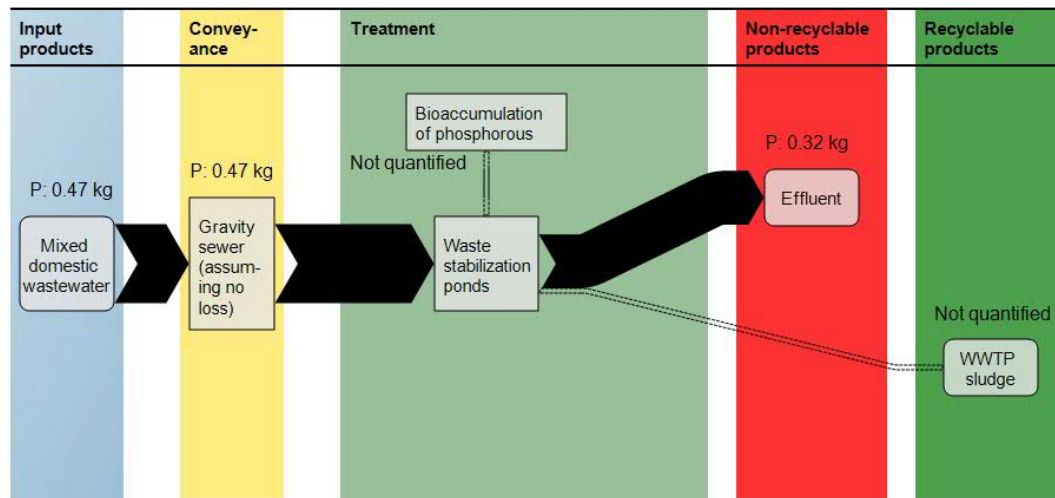 Input
products
Convey-
ance
Treatment
Non-recyclable
products
Recyclable
products
Bioaccumulation
of phosphorous
Not quantified
P: 0.47 kg
P: 0.47 kg
P: 0.32 kg
Mixed
domestic
wastewater
Gravity
sewer
(assum-
ing no
loss)
Waste
stabilization
ponds
Effluent
Not quantified
WWTP
sludge